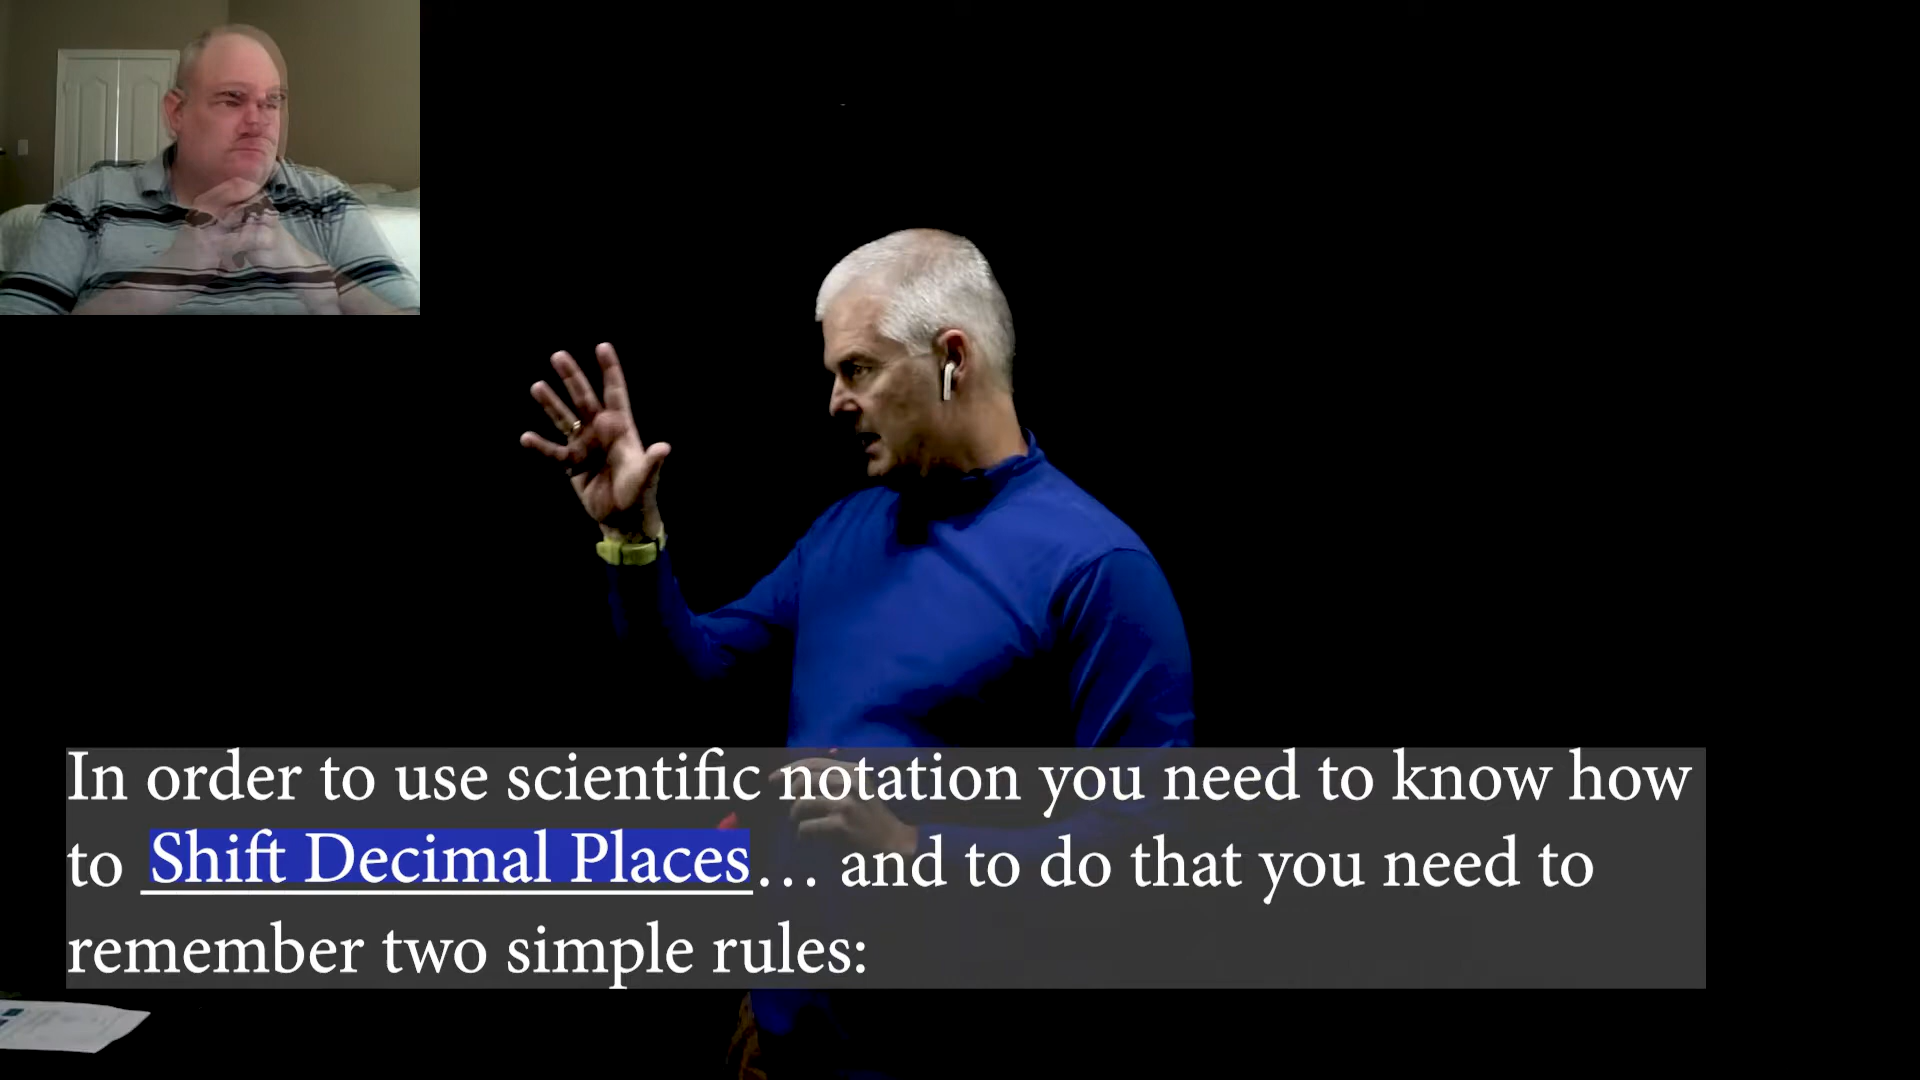 In order to use scientific notation you need to know how
to Shift Decimal Places… and to do that you need to
remember two simple rules: